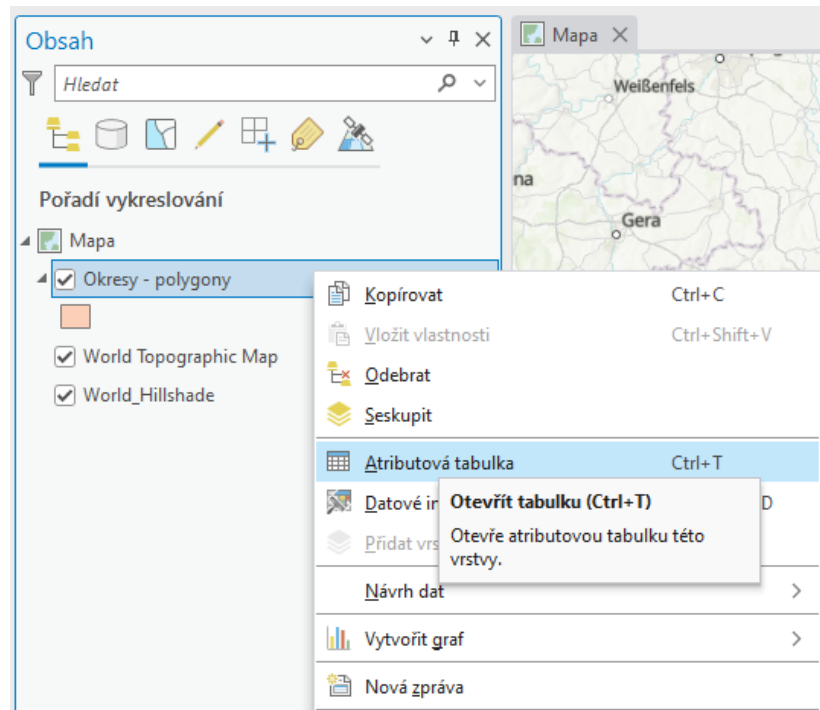 Obsah
Mapa
Hledat
Weißenfels
na
Gera
Pořadí vykreslování
Mapa
Okresy - polygony
World Topographic Map
World_Hillshade
Kopírovat Ctrl+C
Vložit vlastnosti Ctrl+Shift+V
Odebrat
Seskupit
Atributová tabulka Ctrl+T
Datové in D
Otevřít tabulku (Ctrl+T)
Otevře atributovou tabulku této
vrstvy.
Přidat vrs
Návrh dat
Vytvořit graf
Nová zpráva